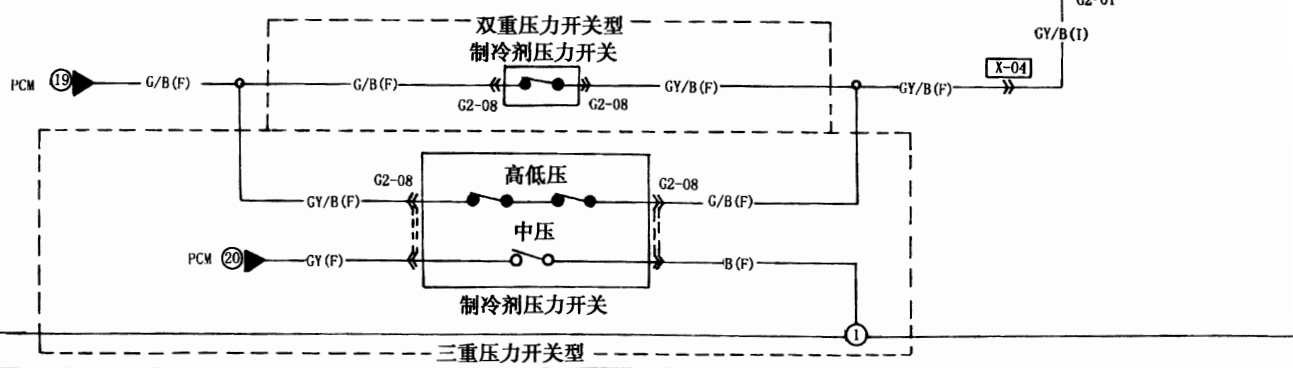 G2-01
双重压力开关型
制冷剂压力开关
GY/B(I)
X-04
PCM 19 G/B(F) G/B(F) GY/B(F) GY/B(F)
G2-08 G2-08
高低压
G2-08 G2-08
GY/B(F) G/B(F)
中压
PCM 20 GY(F) B(F)
制冷剂压力开关
1
三重压力开关型